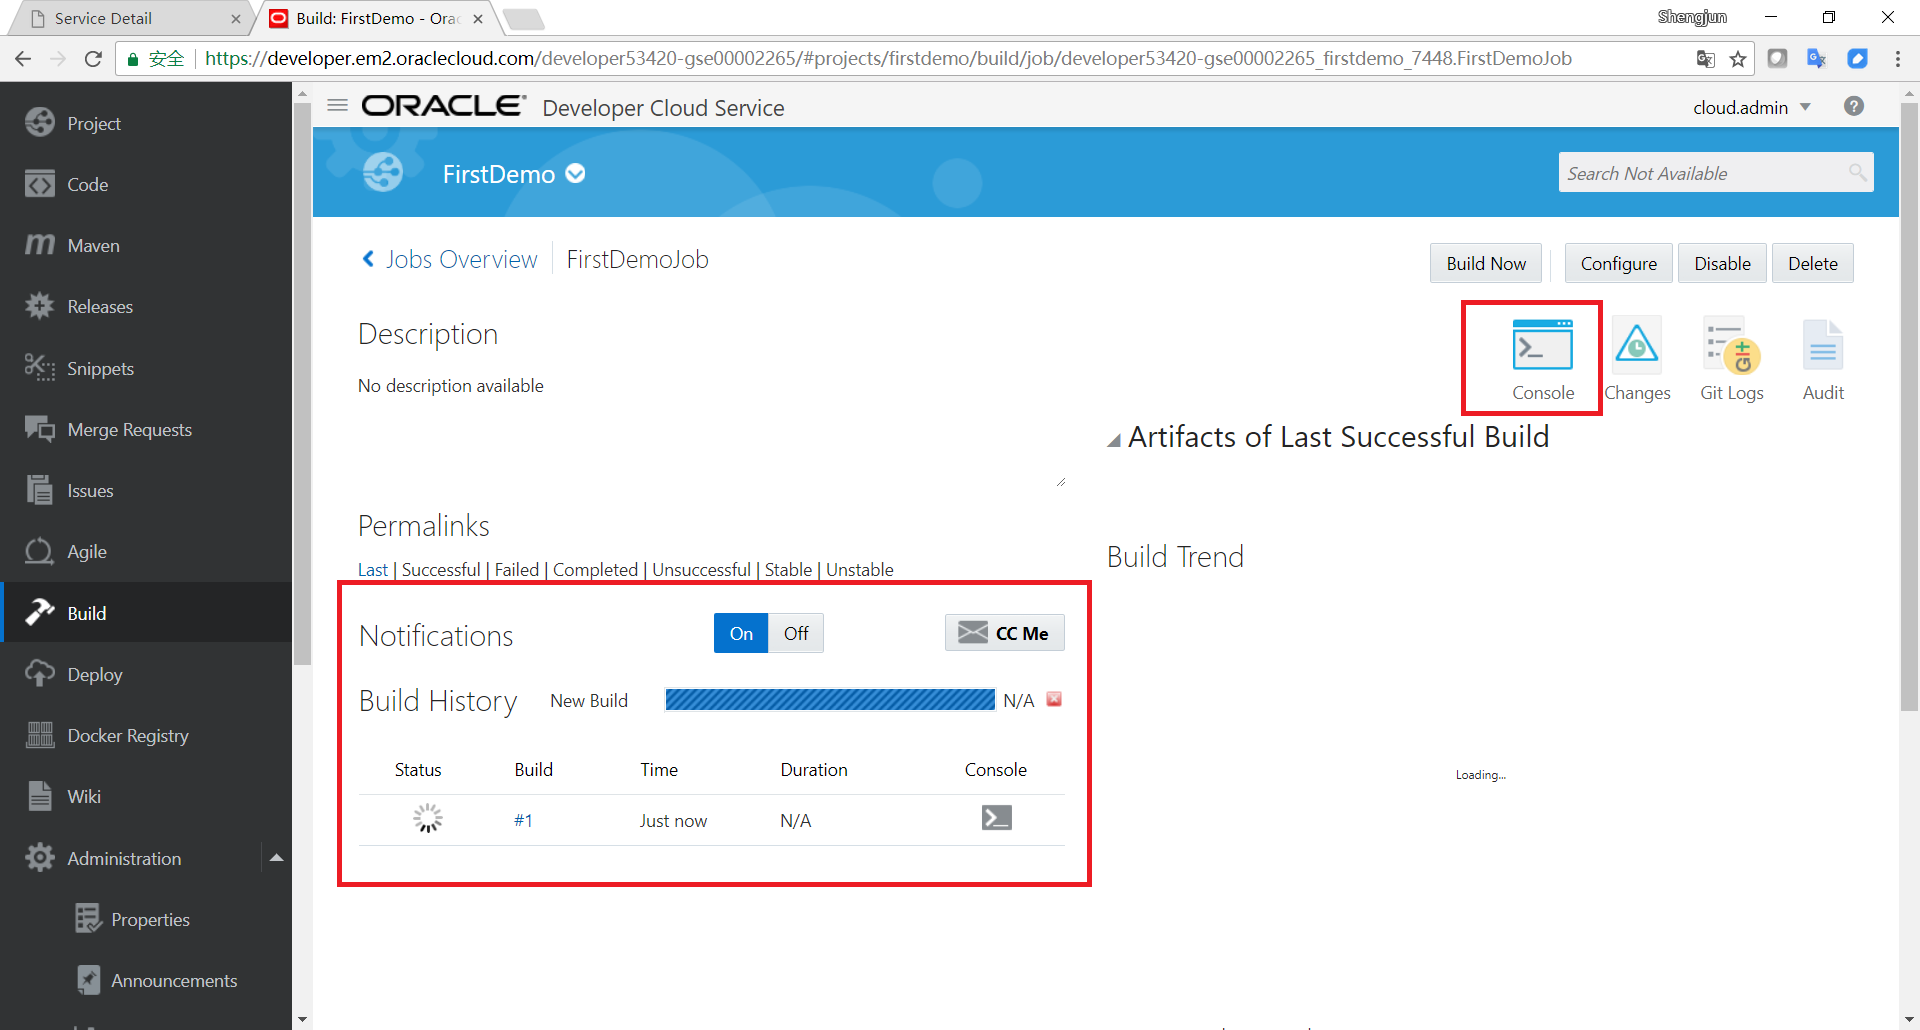 Service Detail
Build: FirstDemo - Orac
Shengjun
安全
https://developer.em2.oraclecloud.com/developer53420-gse00002265/#projects/firstdemo/build/job/developer53420-gse00002265_firstdemo_7448.FirstDemoJob
ORACLE Developer Cloud Service
cloud.admin
Project
Code
Maven
Releases
Snippets
Merge Requests
Issues
Agile
Build
Deploy
Docker Registry
Wiki
Administration
Properties
Announcements
FirstDemo
Search Not Available
Jobs Overview
FirstDemoJob
Build Now
Configure
Disable
Delete
Description
No description available
Console
Changes
Git Logs
Audit
Artifacts of Last Successful Build
Permalinks
Last | Successful | Failed | Completed | Unsuccessful | Stable | Unstable
Build Trend
Loading...
Notifications
On
Off
CC Me
Build History
New Build
N/A
Status Build Time Duration Console
#1 Just now N/A